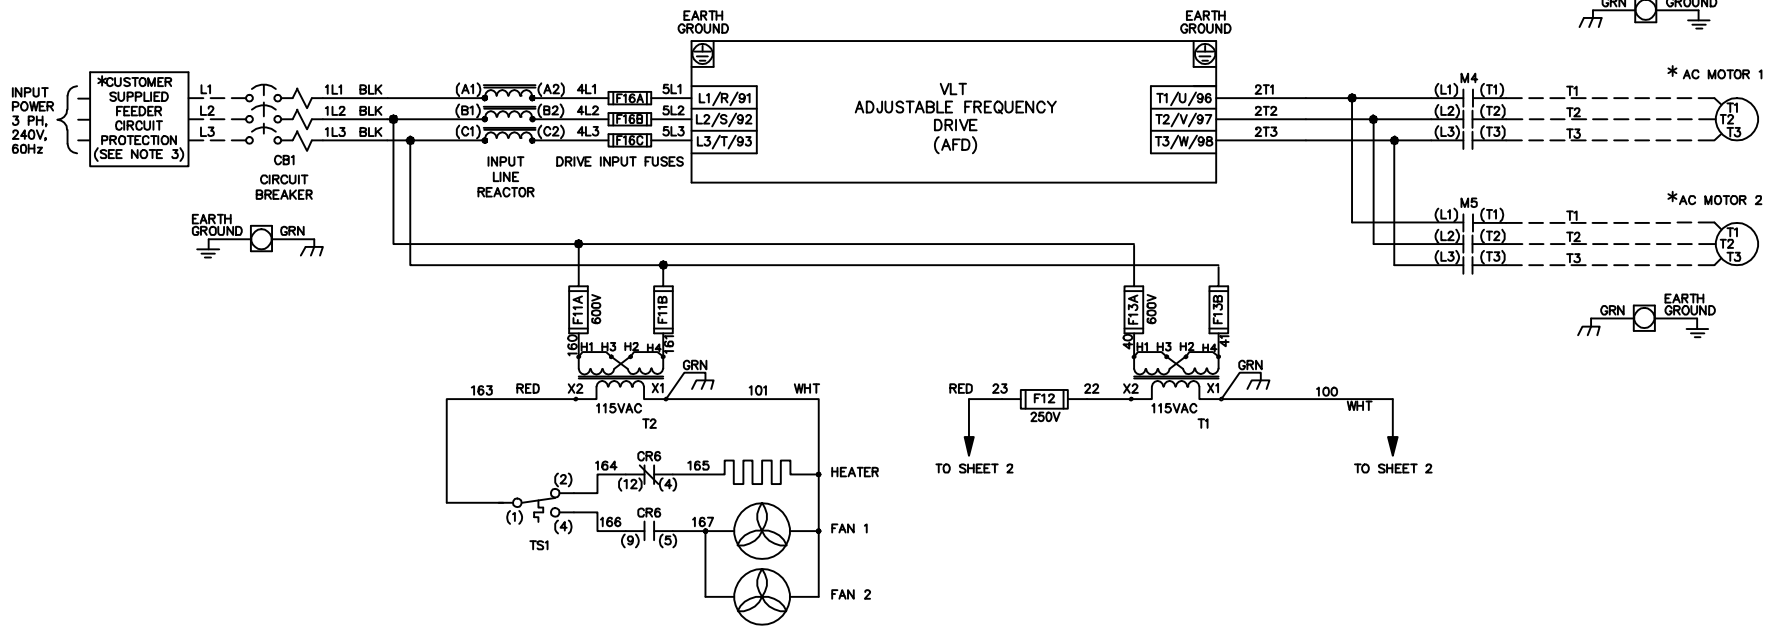 GRN
GROUND
EARTH
GROUND
EARTH
GROUND
INPUT
POWER
3 PH,
240V,
60Hz
*CUSTOMER
SUPPLIED
FEEDER
CIRCUIT
PROTECTION
(SEE NOTE 3)
L1 1L1 BLK (A1) (A2) 4L1 F16A 5L1 L1/R/91
L2 1L2 BLK (B1) (B2) 4L2 F16B 5L2 L2/S/92
L3 1L3 BLK (C1) (C2) 4L3 F16C 5L3 L3/T/93
CB1
CIRCUIT
BREAKER
INPUT
LINE
REACTOR
DRIVE INPUT FUSES
VLT
ADJUSTABLE FREQUENCY
DRIVE
(AFD)
T1/U/96 2T1
T2/V/97 2T2
T3/W/98 2T3
M4
* AC MOTOR 1
(L1) (T1) T1 T1
(L2) (T2) T2 T2
(L3) (T3) T3 T3
M5
* AC MOTOR 2
(L1) (T1) T1 T1
(L2) (T2) T2 T2
(L3) (T3) T3 T3
EARTH
GROUND GRN
GRN EARTH
GROUND
F11A 600V F11B
160 161
H1 H3 H2 H4
GRN
163 RED X2 X1 101 WHT
115VAC
T2
F13A 600V F13B
40 41
H1 H3 H2 H4
GRN
RED 23 F12 22 X2 X1 100 WHT
250V
115VAC
T1
TO SHEET 2
TO SHEET 2
(1) (2) (4)
TS1
164 CR6 165 HEATER
(12) (4)
166 CR6 167 FAN 1
(9) (5)
FAN 2